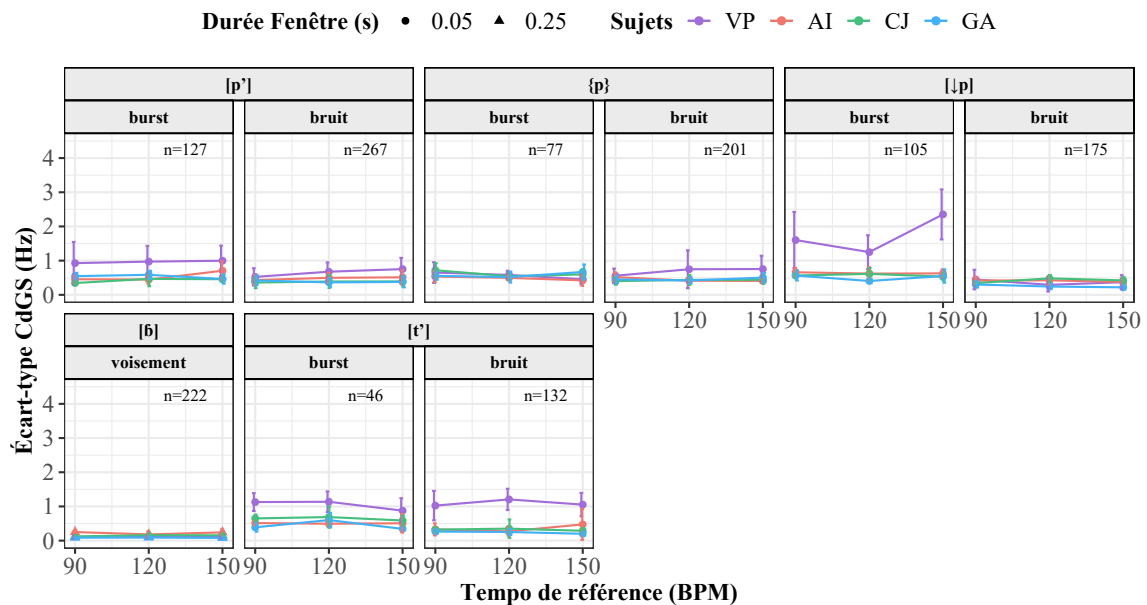 Durée Fenêtre (s) 0.05 0.25 Sujets VP AI CJ GA
[p’] {p} [↓p]
burst bruit burst bruit burst bruit
n=127 n=267 n=77 n=201 n=105 n=175
4
3
2
1
0
90 120 150 90 120 150
[ɓ] [t’]
voisement burst bruit
n=222 n=46 n=132
4
3
2
1
0
90 120 150 90 120 150 90 120 150
Écart-type CdGS (Hz)
Tempo de référence (BPM)